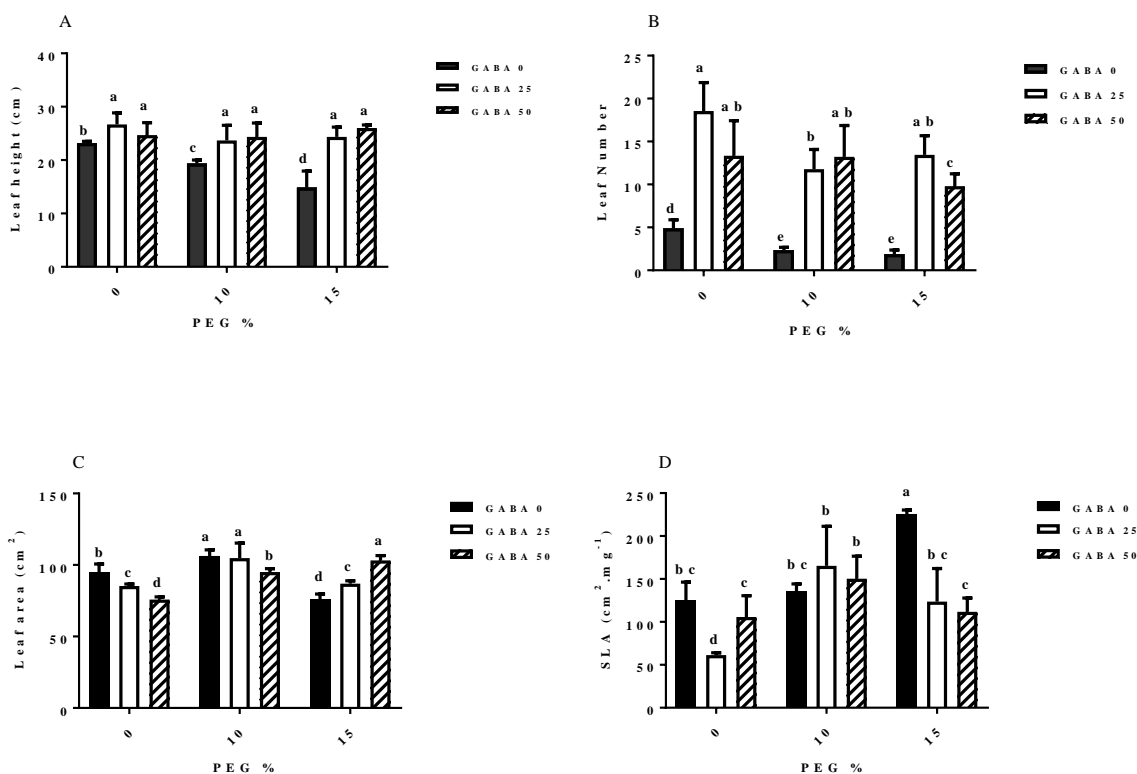 A
Leaf height (cm)
40
30
20
10
0
b
a
a
c
a
a
d
a
a
0
10
15
PEG %
GABA 0
GABA 25
GABA 50
B
Leaf Number
25
20
15
10
5
0
d
a
ab
e
b
ab
e
ab
c
0
10
15
PEG %
GABA 0
GABA 25
GABA 50
C
Leaf area (cm²)
150
100
50
0
b
c
d
a
a
b
d
c
a
0
10
15
PEG %
GABA 0
GABA 25
GABA 50
D
SLA (cm².mg⁻¹)
250
200
150
100
50
0
bc
d
c
bc
b
b
a
bc
c
0
10
15
PEG %
GABA 0
GABA 25
GABA 50